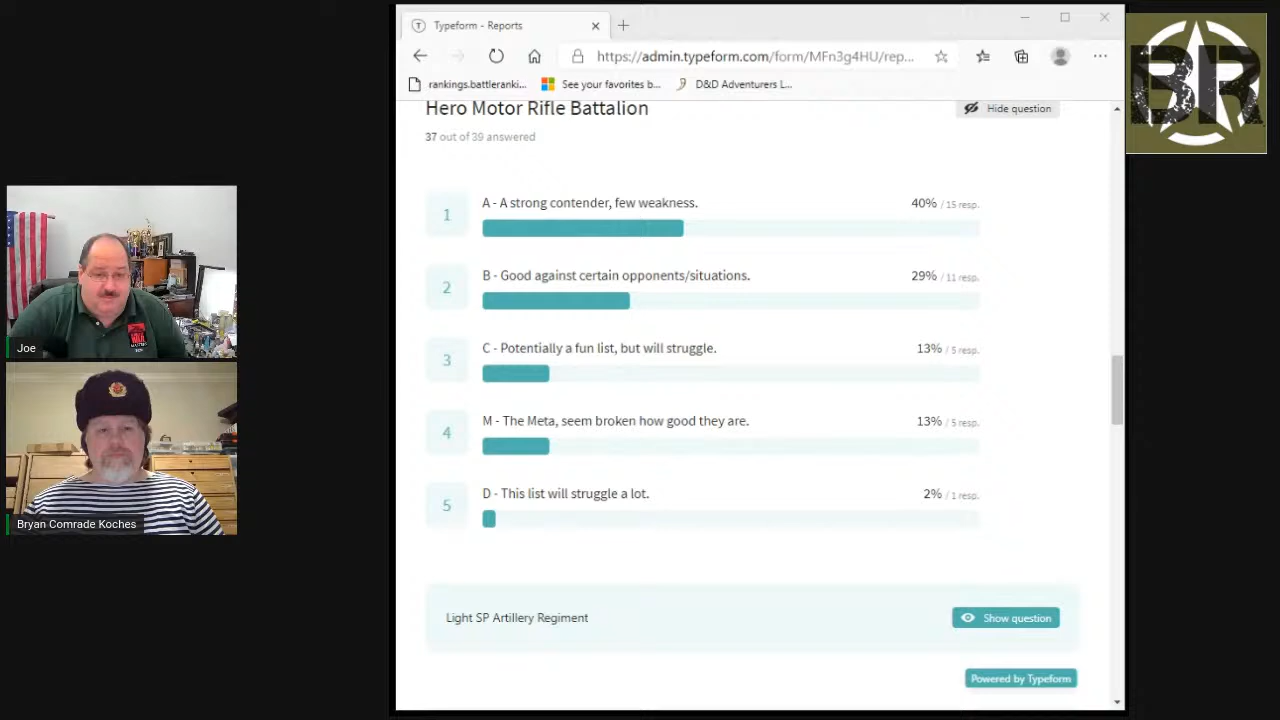 Typeform - Reports
https://admin.typeform.com/form/MFn3g4HU/rep...
rankings.battleranki...
See your favorites b...
D&D Adventurers L...
BR
Hero Motor Rifle Battalion
Hide question
37 out of 39 answered
1
A - A strong contender, few weakness.
40% / 15 resp.
2
B - Good against certain opponents/situations.
29% / 11 resp.
3
C - Potentially a fun list, but will struggle.
13% / 5 resp.
4
M - The Meta, seem broken how good they are.
13% / 5 resp.
5
D - This list will struggle a lot.
2% / 1 resp.
Light SP Artillery Regiment
Show question
Powered by Typeform
Joe
Bryan Comrade Koches